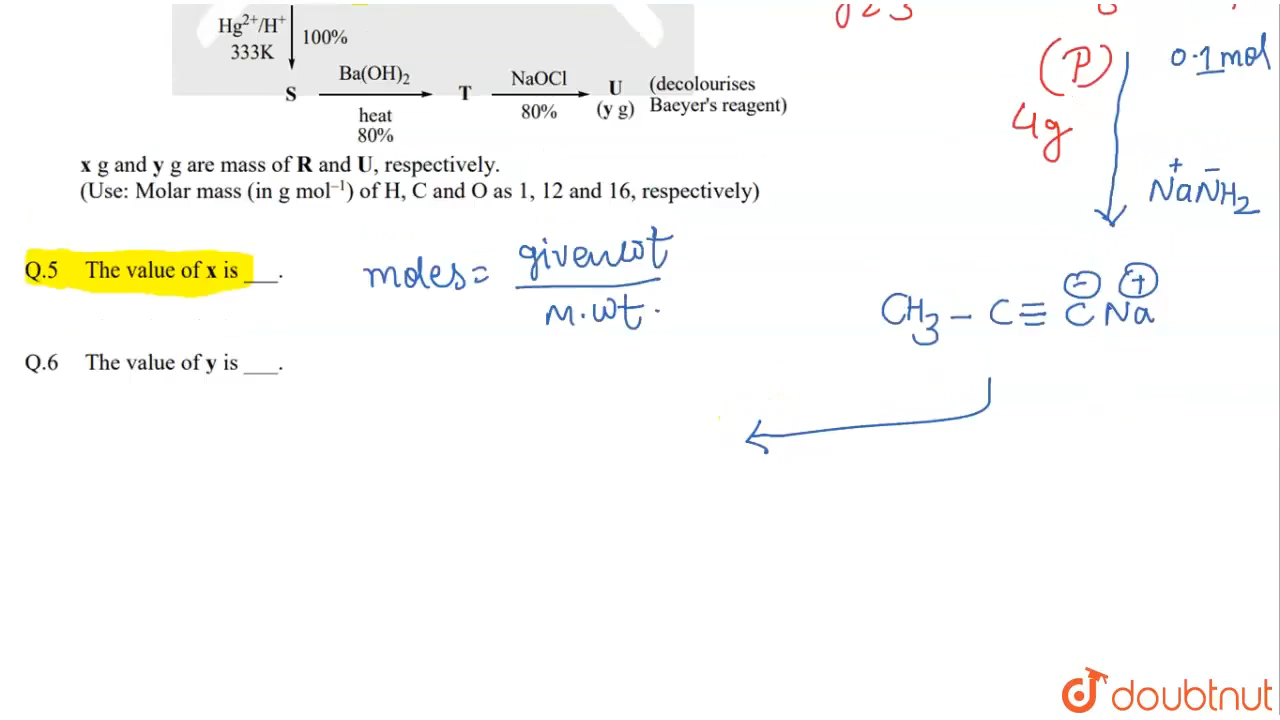 Hg²⁺/H⁺
333K
100%
S
Ba(OH)₂
heat
80%
T
NaOCl
80%
U
(y g)
(decolourises
Baeyer's reagent)
x g and y g are mass of R and U, respectively.
(Use: Molar mass (in g mol⁻¹) of H, C and O as 1, 12 and 16, respectively)
Q.5 The value of x is ___.
moles = given wt
M.wt.
Q.6 The value of y is ___.
(P)
0.1 mol
4g
Na⁺ N⁻H₂
CH₃ – C ≡ C⊖ Na⊕
doubtnut